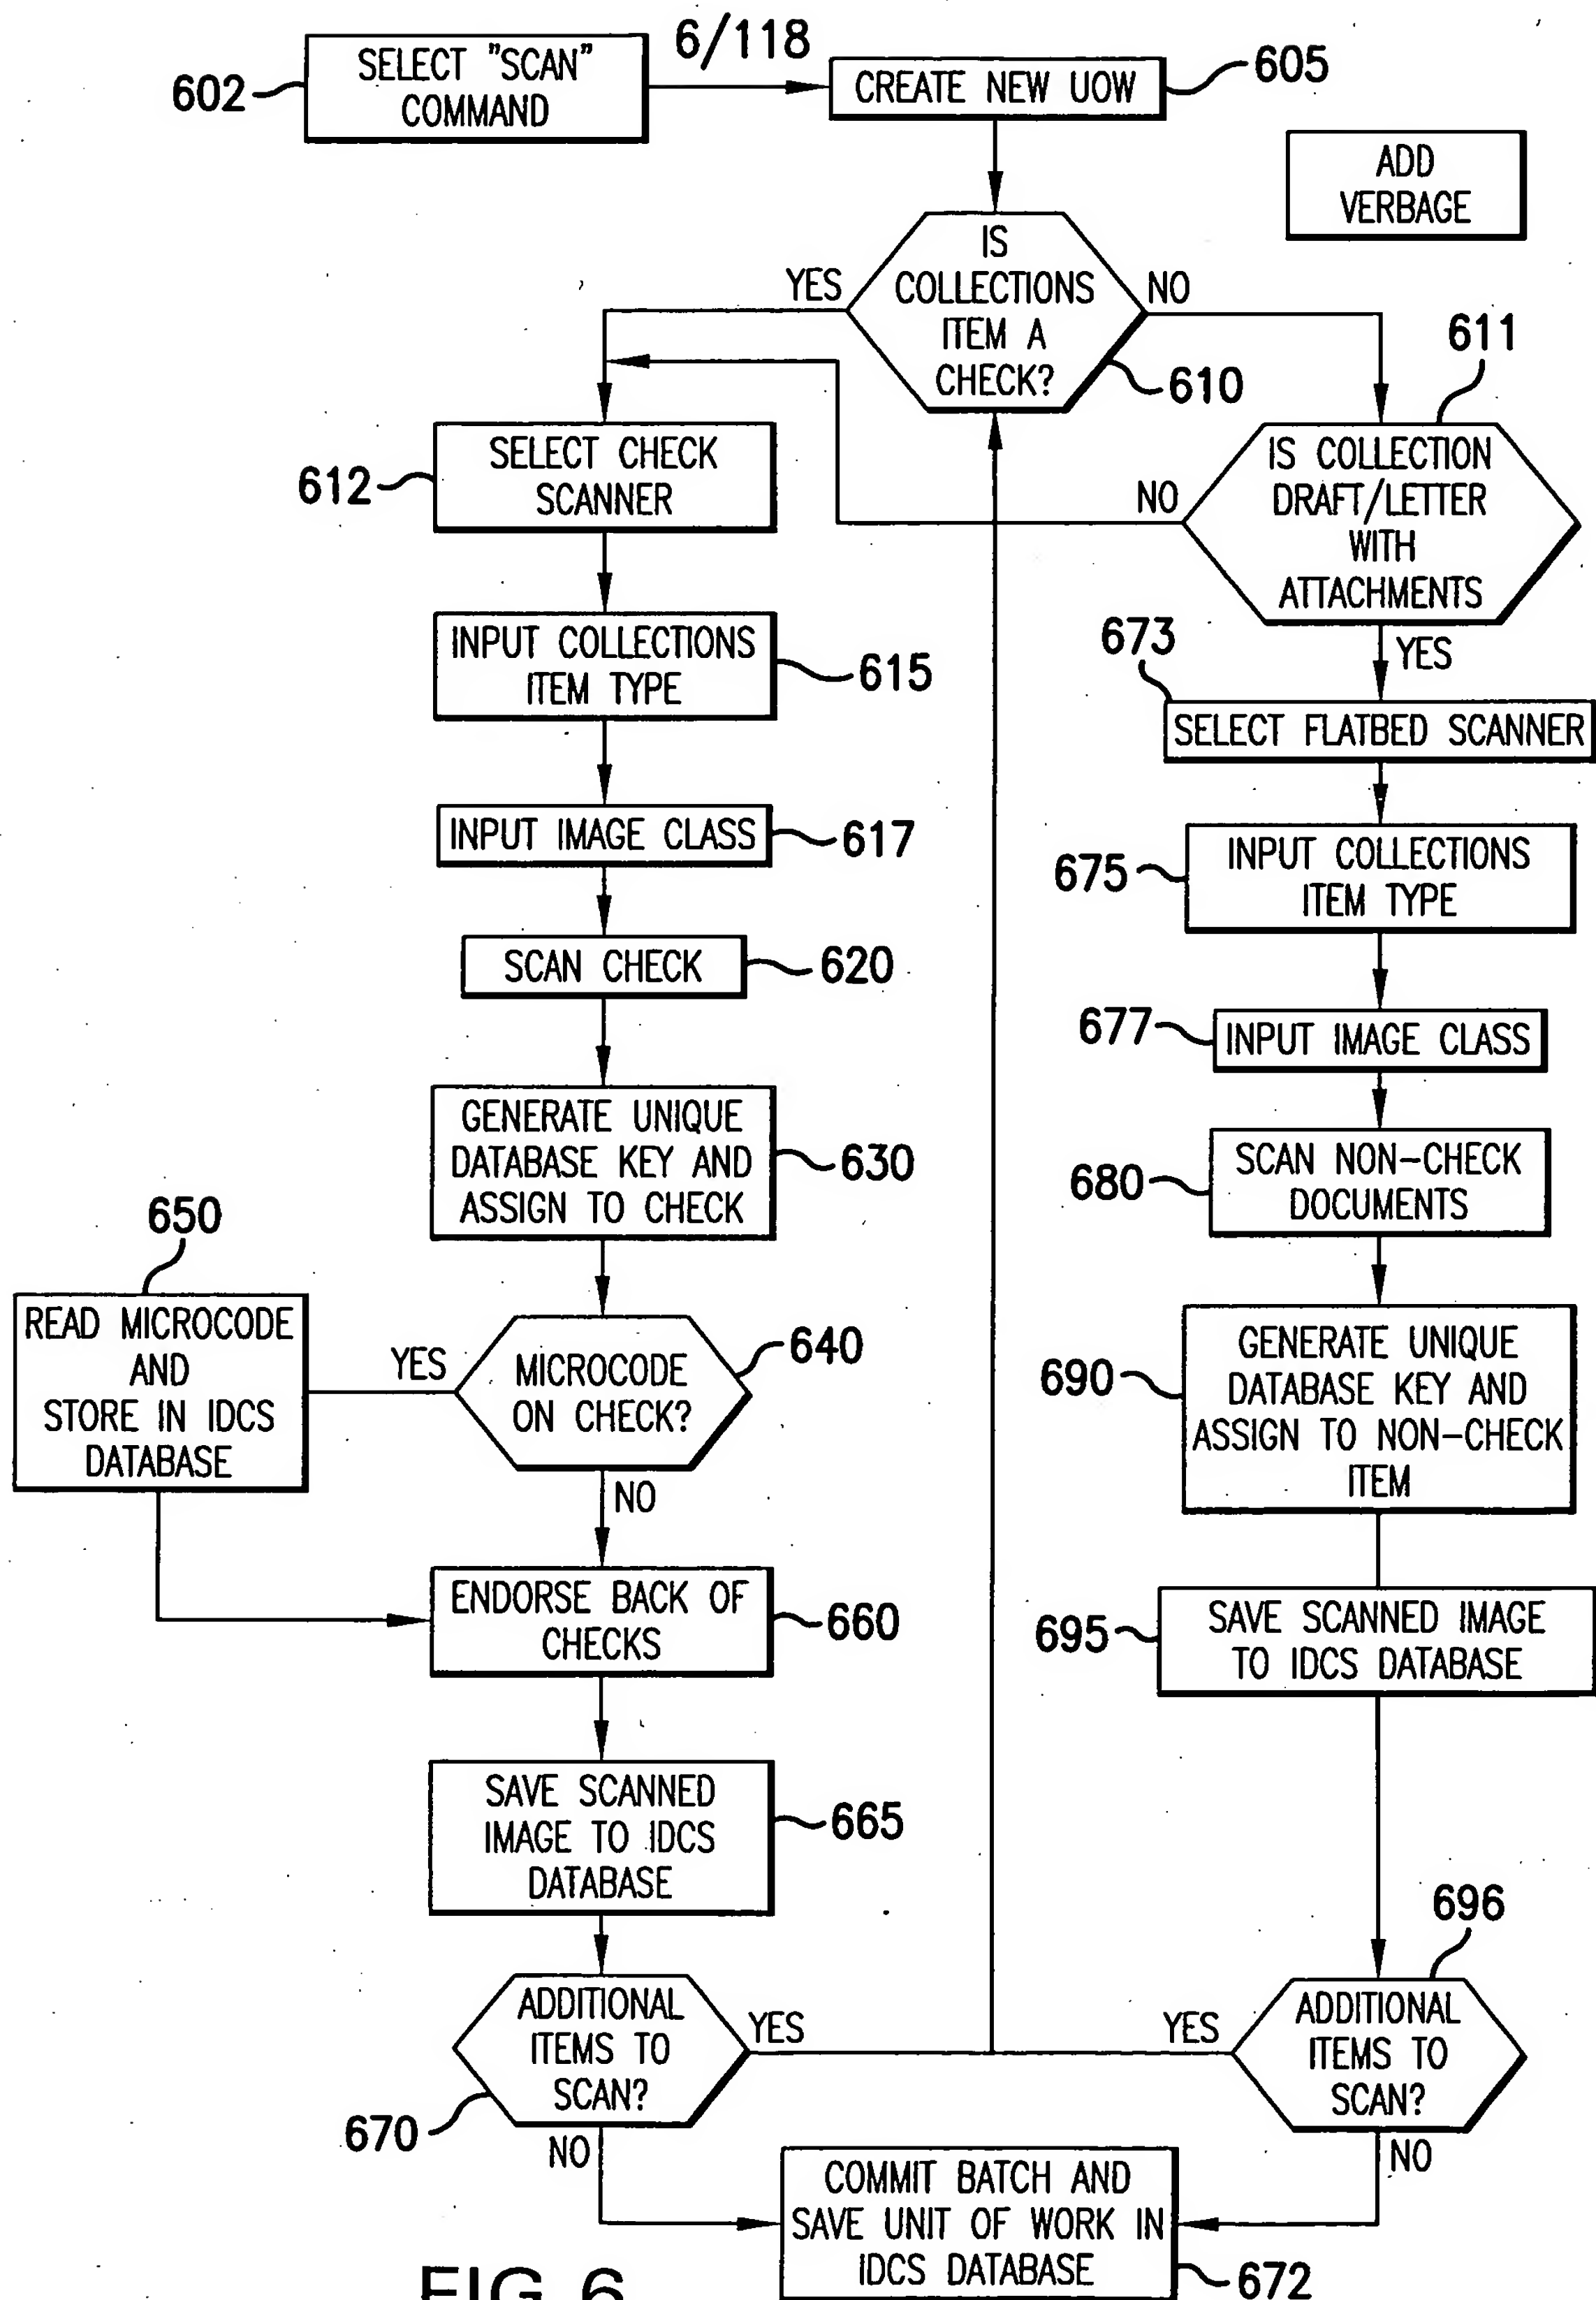 6/118
SELECT "SCAN"
COMMAND
602
CREATE NEW UOW
605
ADD
VERBAGE
IS
COLLECTIONS
ITEM A
CHECK?
YES
NO
610
611
IS COLLECTION
DRAFT/LETTER
WITH
ATTACHMENTS
NO
YES
612
SELECT CHECK
SCANNER
INPUT COLLECTIONS
ITEM TYPE
615
INPUT IMAGE CLASS
617
SCAN CHECK
620
GENERATE UNIQUE
DATABASE KEY AND
ASSIGN TO CHECK
630
MICROCODE
ON CHECK?
640
YES
NO
650
READ MICROCODE
AND
STORE IN IDCS
DATABASE
ENDORSE BACK OF
CHECKS
660
SAVE SCANNED
IMAGE TO IDCS
DATABASE
665
ADDITIONAL
ITEMS TO
SCAN?
670
YES
NO
673
SELECT FLATBED SCANNER
675
INPUT COLLECTIONS
ITEM TYPE
677
INPUT IMAGE CLASS
680
SCAN NON-CHECK
DOCUMENTS
690
GENERATE UNIQUE
DATABASE KEY AND
ASSIGN TO NON-CHECK
ITEM
695
SAVE SCANNED IMAGE
TO IDCS DATABASE
696
ADDITIONAL
ITEMS TO
SCAN?
YES
NO
COMMIT BATCH AND
SAVE UNIT OF WORK IN
IDCS DATABASE
672
FIG.6